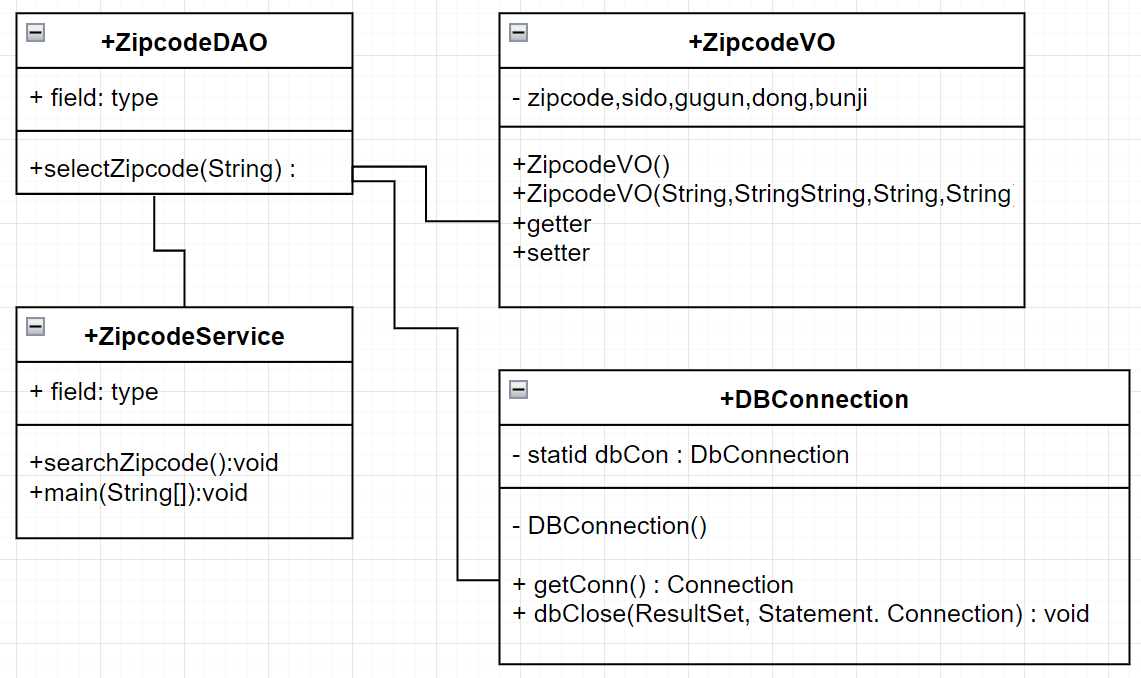 +ZipcodeDAO
+ field: type
+selectZipcode(String) :
+ZipcodeVO
- zipcode,sido,gugun,dong,bunji
+ZipcodeVO()
+ZipcodeVO(String,StringString,String,String
+getter
+setter
+ZipcodeService
+ field: type
+searchZipcode():void
+main(String[]):void
+DBConnection
- statid dbCon : DbConnection
- DBConnection()
+ getConn() : Connection
+ dbClose(ResultSet, Statement. Connection) : void